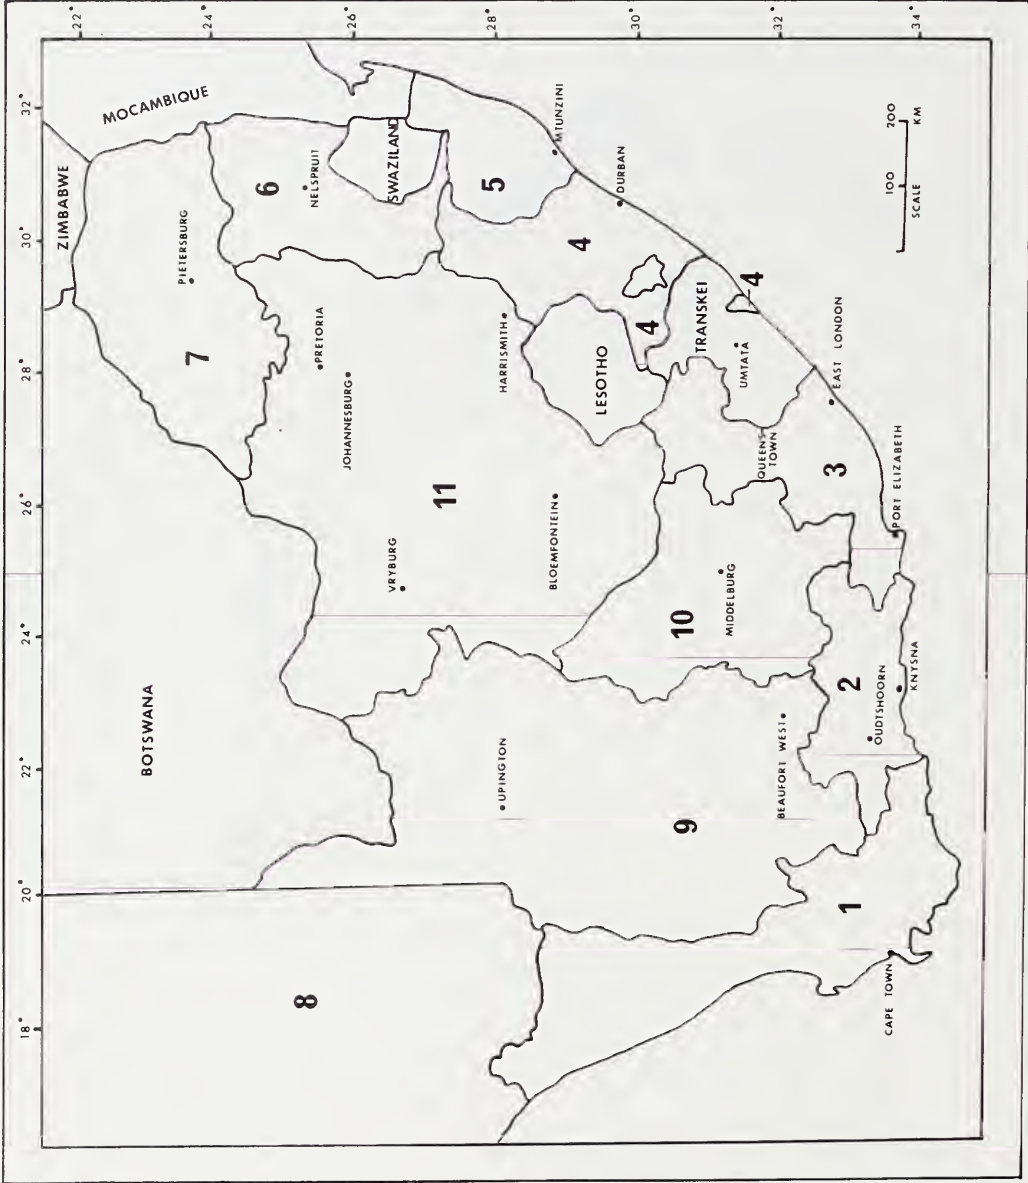 18°
20°
22°
24°
26°
28°
30°
32°
22°
24°
26°
28°
30°
32°
34°
ZIMBABWE
MOCAMBIQUE
BOTSWANA
PIETERSBURG
7
6
NELSPRUIT
SWAZILAND
PRETORIA
JOHANNESBURG
8
11
VRYBURG
5
MTUNZINI
UPINGTON
BLOEMFONTEIN
HARRISMITH
LESOTHO
4
DURBAN
4
TRANSKEI
4
UMTATA
9
10
MIDDELBURG
QUEENS-
TOWN
EAST LONDON
BEAUFORT WEST
3
1
2
OUDTSHOORN
PORT ELIZABETH
CAPE TOWN
KNYSNA
100
200
SCALE
KM